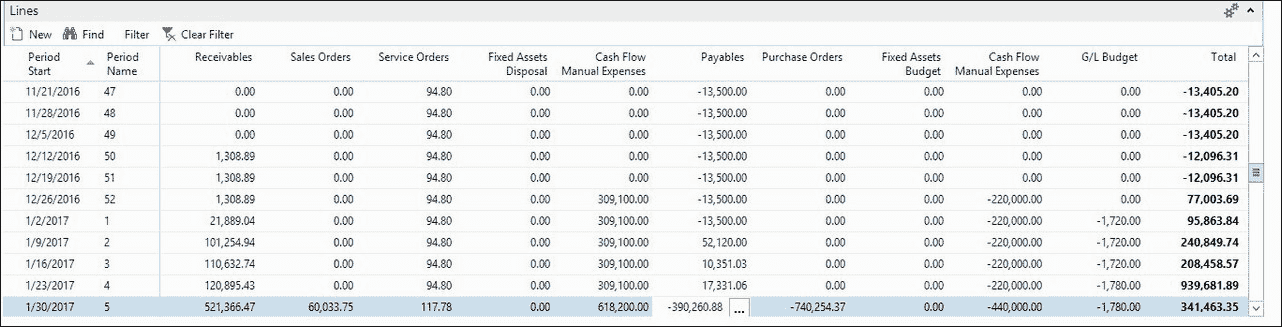 Lines
New Find Filter Clear Filter
Period Start Period Name Receivables Sales Orders Service Orders Fixed Assets Disposal Cash Flow Manual Expenses Payables Purchase Orders Fixed Assets Budget Cash Flow Manual Expenses G/L Budget Total
11/21/2016 47 0.00 0.00 94.80 0.00 0.00 -13,500.00 0.00 0.00 0.00 0.00 -13,405.20
11/28/2016 48 0.00 0.00 94.80 0.00 0.00 -13,500.00 0.00 0.00 0.00 0.00 -13,405.20
12/5/2016 49 0.00 0.00 94.80 0.00 0.00 -13,500.00 0.00 0.00 0.00 0.00 -13,405.20
12/12/2016 50 1,308.89 0.00 94.80 0.00 0.00 -13,500.00 0.00 0.00 0.00 0.00 -12,096.31
12/19/2016 51 1,308.89 0.00 94.80 0.00 0.00 -13,500.00 0.00 0.00 0.00 0.00 -12,096.31
12/26/2016 52 1,308.89 0.00 94.80 0.00 309,100.00 -13,500.00 0.00 0.00 -220,000.00 0.00 77,003.69
1/2/2017 1 21,889.04 0.00 94.80 0.00 309,100.00 -13,500.00 0.00 0.00 -220,000.00 -1,720.00 95,863.84
1/9/2017 2 101,254.94 0.00 94.80 0.00 309,100.00 52,120.00 0.00 0.00 -220,000.00 -1,720.00 240,849.74
1/16/2017 3 110,632.74 0.00 94.80 0.00 309,100.00 10,351.03 0.00 0.00 -220,000.00 -1,720.00 208,458.57
1/23/2017 4 120,895.43 0.00 94.80 0.00 309,100.00 17,331.06 0.00 0.00 -220,000.00 -1,780.00 939,681.89
1/30/2017 5 521,366.47 60,033.75 117.78 0.00 618,200.00 -390,260.88 ... -740,254.37 0.00 -440,000.00 -1,780.00 341,463.35